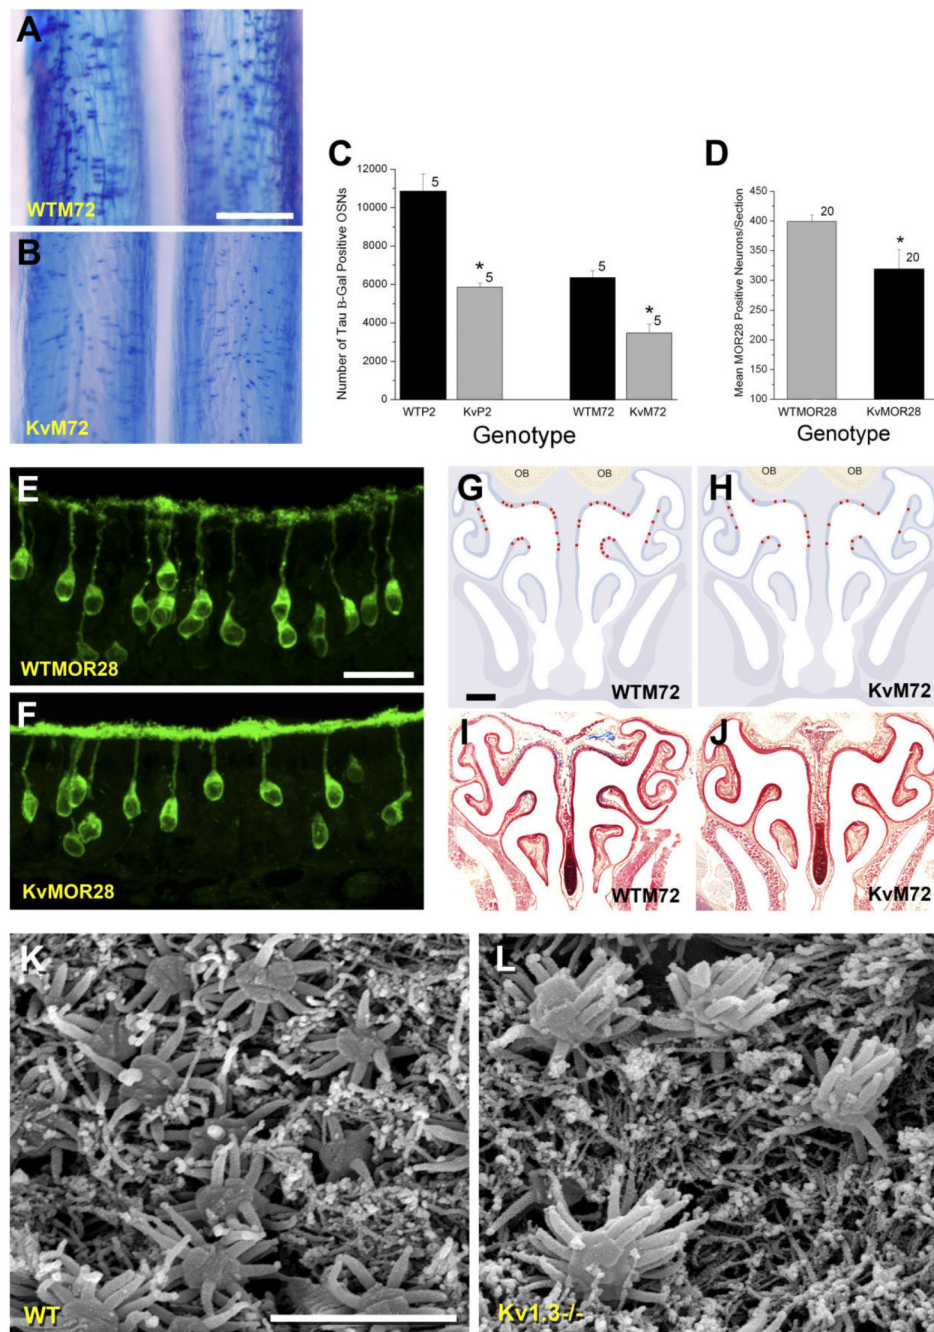 A
WTM72
B
KvM72
C
Number of Tau B-Gal Positive OSNs
12000
10000
8000
6000
4000
2000
0
5
*
5
5
*
5
WTP2
KvP2
WTM72
KvM72
Genotype
D
Mean MOR28 Positive Neurons/Section
450
400
350
300
250
200
150
100
20
*
20
WTMOR28
KvMOR28
Genotype
E
WTMOR28
F
KvMOR28
G
OB
OB
WTM72
H
OB
OB
KvM72
I
WTM72
J
KvM72
K
WT
L
Kv1.3-/-